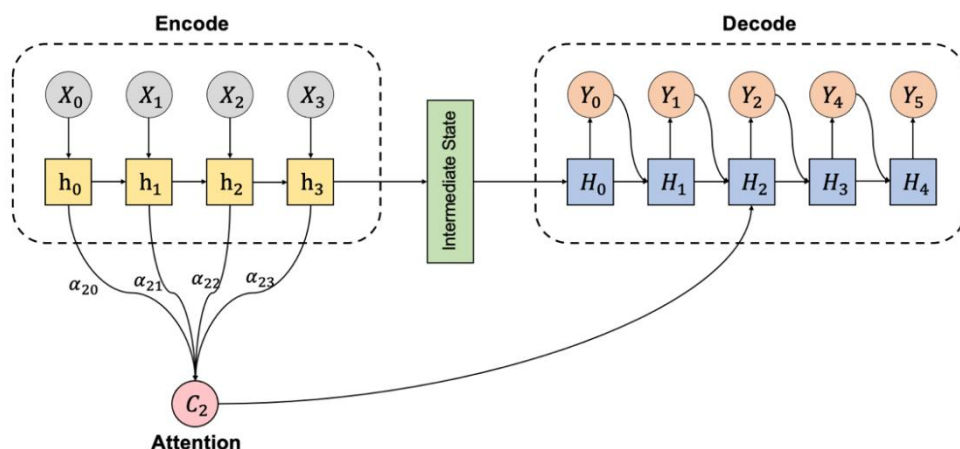 Encode
Decode
X₀ X₁ X₂ X₃
Y₀ Y₁ Y₂ Y₄ Y₅
h₀ h₁ h₂ h₃
Intermediate State
H₀ H₁ H₂ H₃ H₄
α₂₀ α₂₁ α₂₂ α₂₃
C₂
Attention